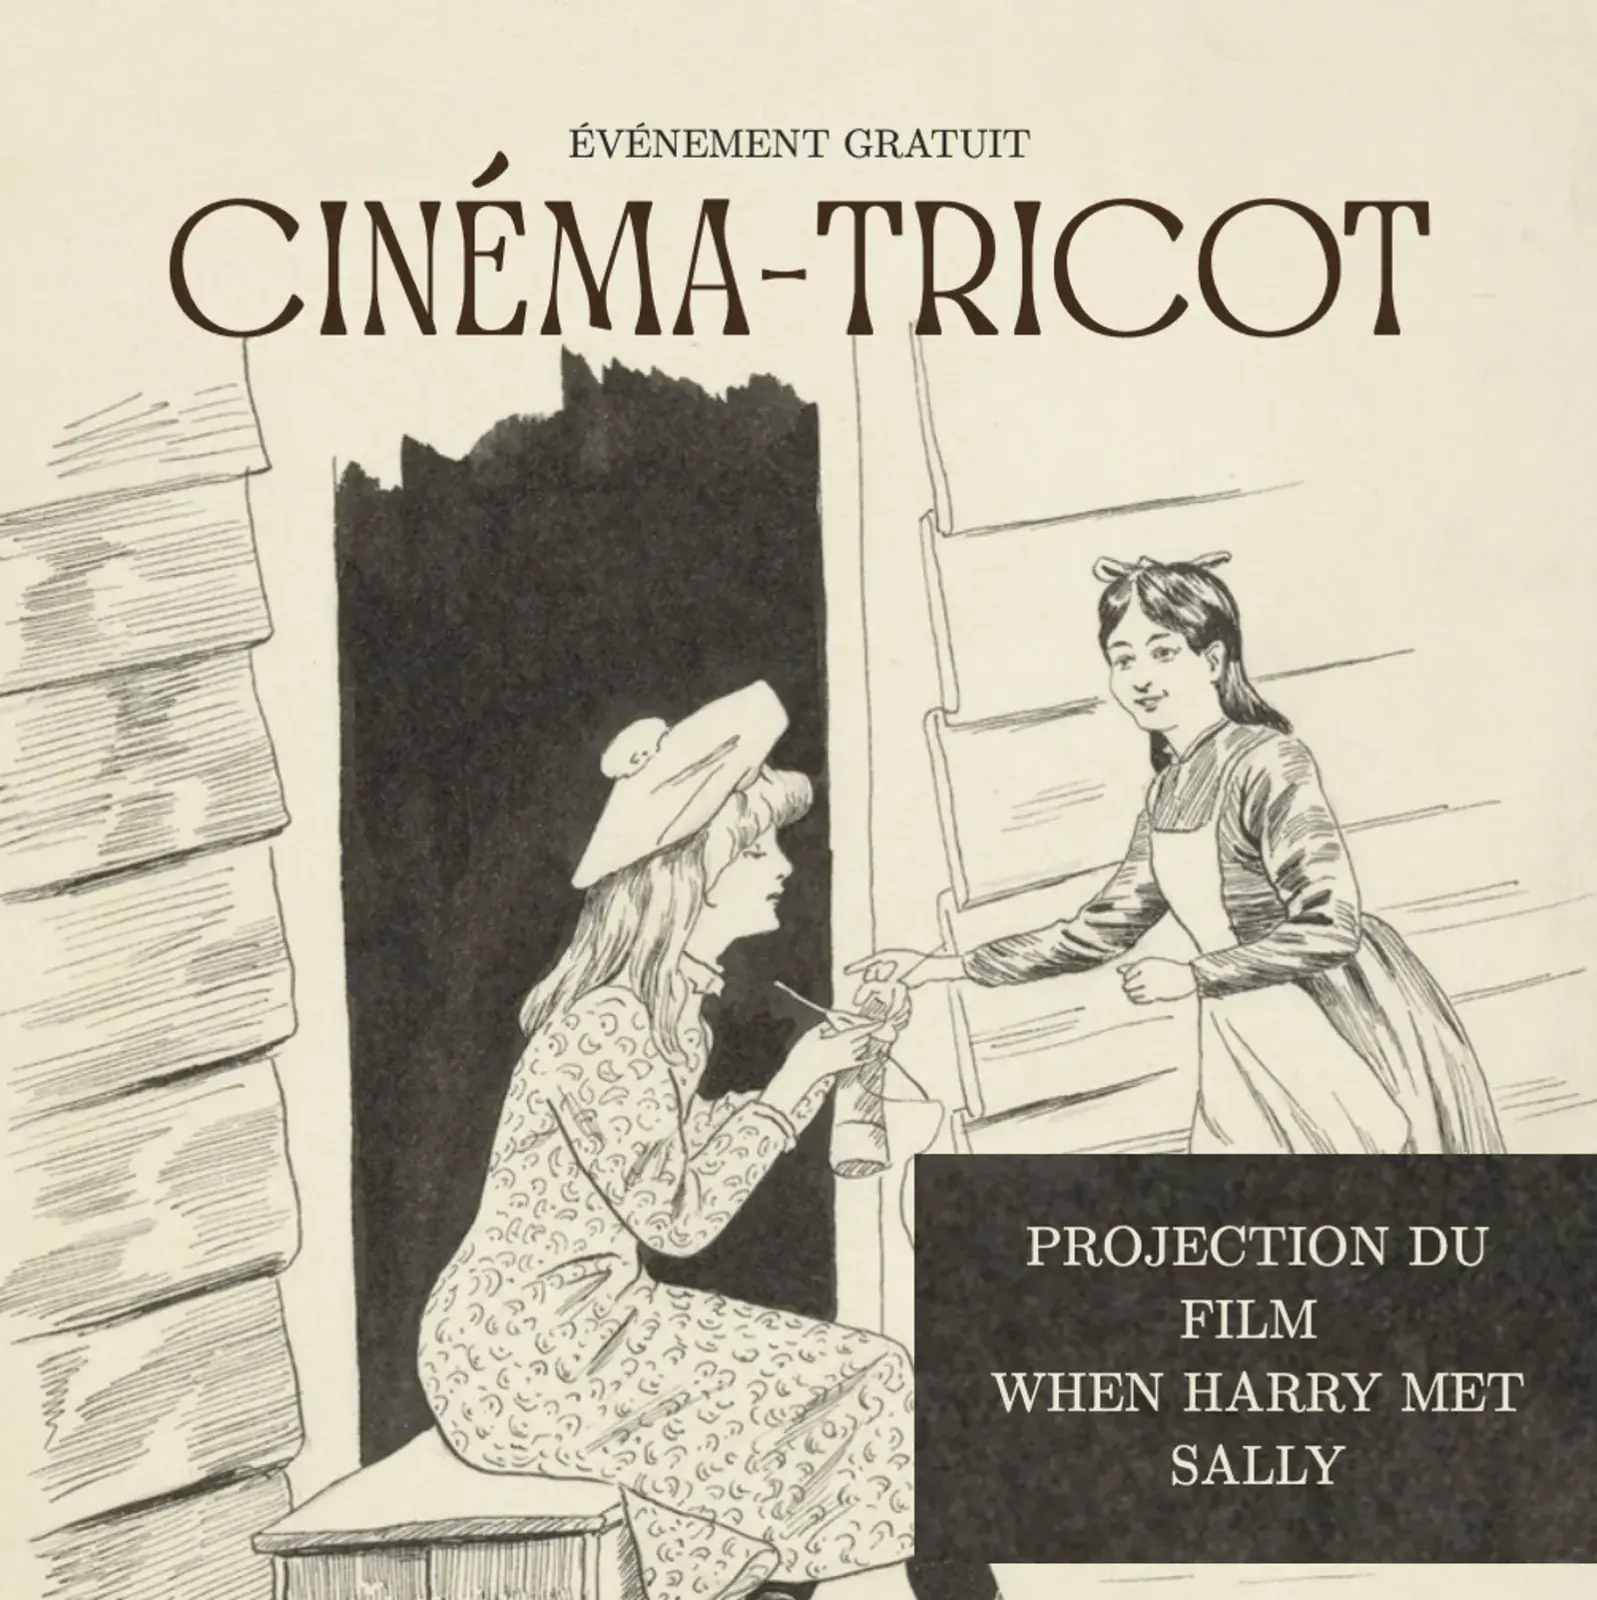 ÉVÉNEMENT GRATUIT
CINÉMA-TRICOT
PROJECTION DU
FILM
WHEN HARRY MET
SALLY